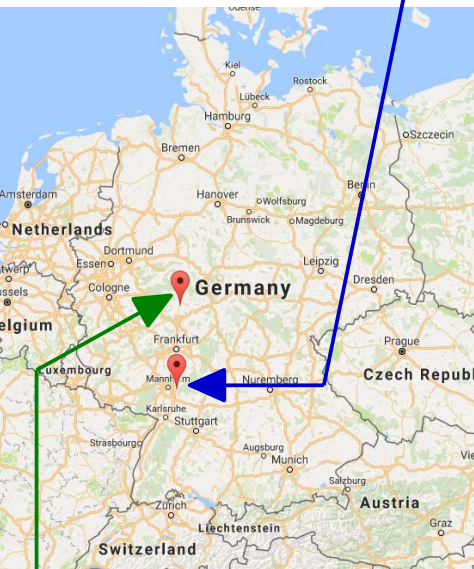 Odense
Kiel
Rostock
Lübeck
Hamburg
Szczecin
Bremen
Amsterdam
Hanover
Wolfsburg
Berlin
Netherlands
Brunswick
Magdeburg
Dortmund
Essen
Leipzig
twerp
Cologne
Germany
Dresden
ssels
elgium
Frankfurt
Prague
Luxembourg
Mannheim
Nuremberg
Czech Republ
Karlsruhe
Stuttgart
Strasbourg
Augsburg
Munich
Vie
Salzburg
Zurich
Austria
Liechtenstein
Graz
Switzerland